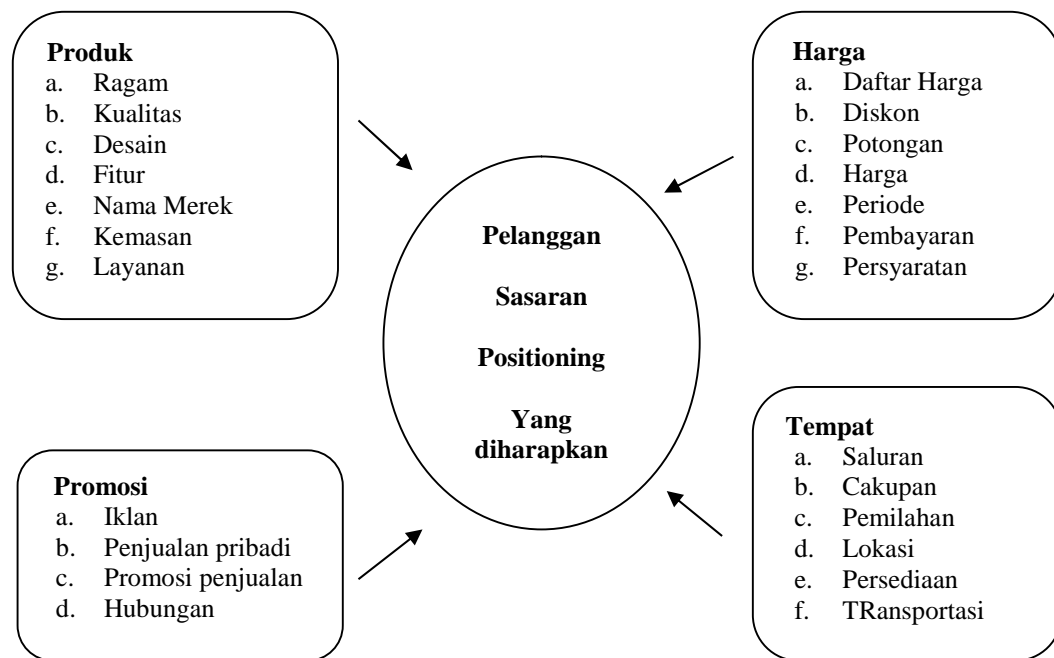 Produk
a. Ragam
b. Kualitas
c. Desain
d. Fitur
e. Nama Merek
f. Kemasan
g. Layanan
Harga
a. Daftar Harga
b. Diskon
c. Potongan
d. Harga
e. Periode
f. Pembayaran
g. Persyaratan
Pelanggan
Sasaran
Positioning
Yang
diharapkan
Promosi
a. Iklan
b. Penjualan pribadi
c. Promosi penjualan
d. Hubungan
Tempat
a. Saluran
b. Cakupan
c. Pemilahan
d. Lokasi
e. Persediaan
f. TRansportasi